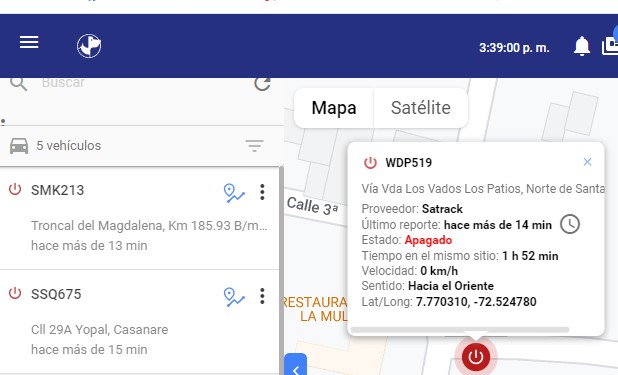 3:39:00 p. m.
Buscar
5 vehículos
SMK213
Troncal del Magdalena, Km 185.93 B/m...
hace más de 13 min
SSQ675
Cll 29A Yopal, Casanare
hace más de 15 min
Mapa
Satélite
Calle 3ª
WDP519
Vía Vda Los Vados Los Patios, Norte de Santa
Proveedor: Satrack
Último reporte: hace más de 14 min
Estado: Apagado
Tiempo en el mismo sitio: 1 h 52 min
Velocidad: 0 km/h
Sentido: Hacia el Oriente
Lat/Long: 7.770310, -72.524780
RESTAURA
LA MUL